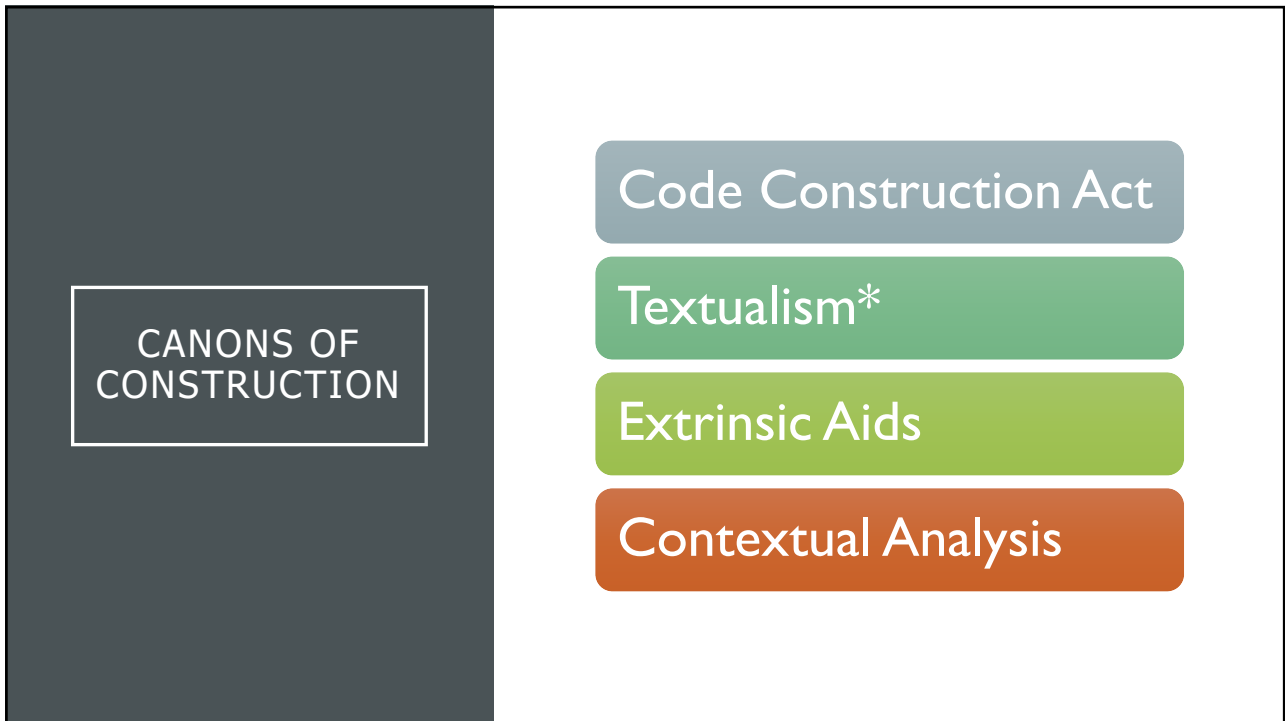 CANONS OF
CONSTRUCTION
Code Construction Act
Textualism*
Extrinsic Aids
Contextual Analysis